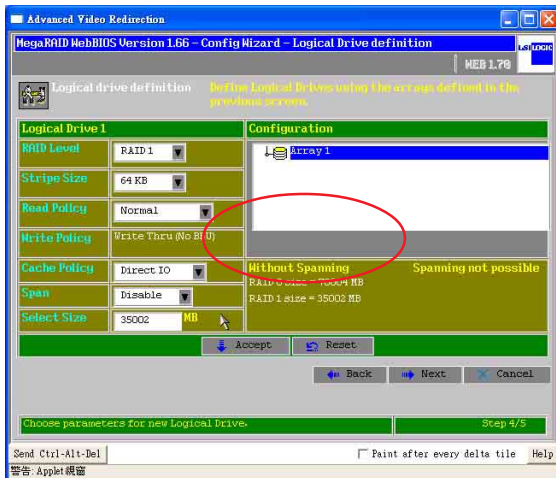 Advanced Video Redirection
MegaRAID WebBIOS Version 1.66 - Config Wizard - Logical Drive definition
LSI LOGIC
WEB 1.70
Logical drive definition
Define Logical Drives using the arrays defined in the
previous screen.
Logical Drive 1
Configuration
RAID Level
RAID 1
Array 1
Stripe Size
64 KB
Read Policy
Normal
Write Policy
Write Thru (No BBU)
Cache Policy
Direct IO
Without Spanning
Spanning not possible
RAID 0 size = 70004 MB
Span
Disable
RAID 1 size = 35002 MB
Select Size
35002
MB
Accept
Reset
Back
Next
Cancel
Choose parameters for new Logical Drive.
Step 4/5
Send Ctrl-Alt-Del
Paint after every delta tile
Help
警告: Applet 視窗